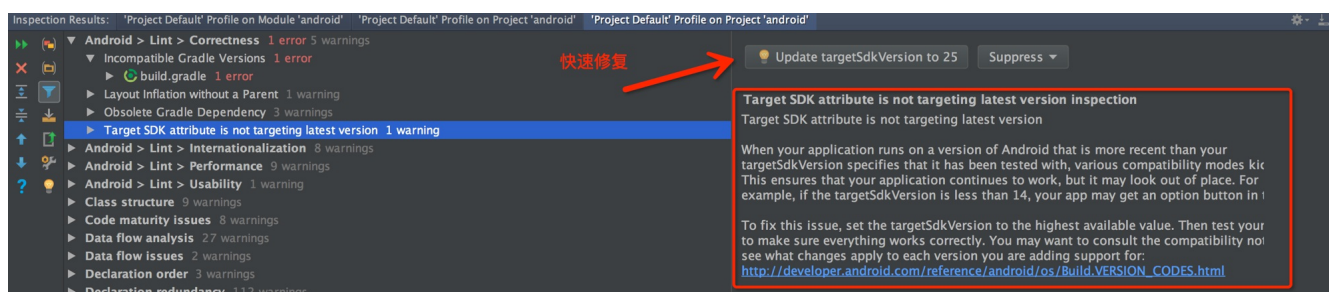 Inspection Results: 'Project Default' Profile on Module 'android' 'Project Default' Profile on Project 'android' 'Project Default' Profile on Project 'android'
Android > Lint > Correctness 1 error 5 warnings
Incompatible Gradle Versions 1 error
build.gradle 1 error
Layout Inflation without a Parent 1 warning
Obsolete Gradle Dependency 3 warnings
Target SDK attribute is not targeting latest version 1 warning
Android > Lint > Internationalization 8 warnings
Android > Lint > Performance 9 warnings
Android > Lint > Usability 1 warning
Class structure 9 warnings
Code maturity issues 8 warnings
Data flow analysis 27 warnings
Data flow issues 2 warnings
Declaration order 3 warnings
Declaration redundancy 113 warnings
快速修复
Update targetSdkVersion to 25 Suppress
Target SDK attribute is not targeting latest version inspection
Target SDK attribute is not targeting latest version
When your application runs on a version of Android that is more recent than your
targetSdkVersion specifies that it has been tested with, various compatibility modes kic
This ensures that your application continues to work, but it may look out of place. For
example, if the targetSdkVersion is less than 14, your app may get an option button in t
To fix this issue, set the targetSdkVersion to the highest available value. Then test your
to make sure everything works correctly. You may want to consult the compatibility not
see what changes apply to each version you are adding support for:
http://developer.android.com/reference/android/os/Build.VERSION_CODES.html